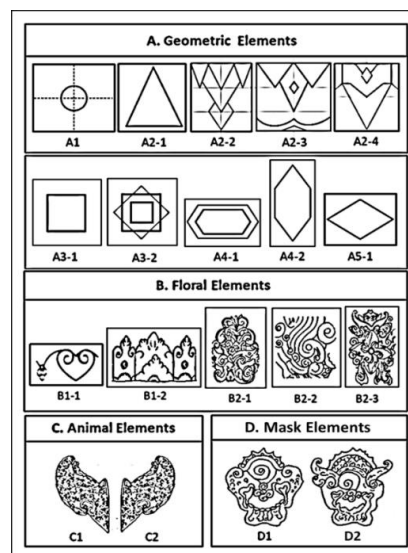 A. Geometric Elements
A1 A2-1 A2-2 A2-3 A2-4
A3-1 A3-2 A4-1 A4-2 A5-1
B. Floral Elements
B1-1 B1-2 B2-1 B2-2 B2-3
C. Animal Elements
C1 C2
D. Mask Elements
D1 D2